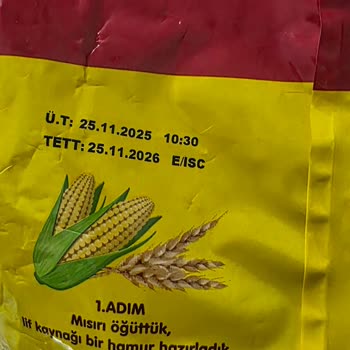 Ü.T: 25.11.2025 10:30
TETT: 25.11.2026 E/ISC
1.ADIM
Mısırı öğüttük,
lif kaynağı bir hamur hazırladık